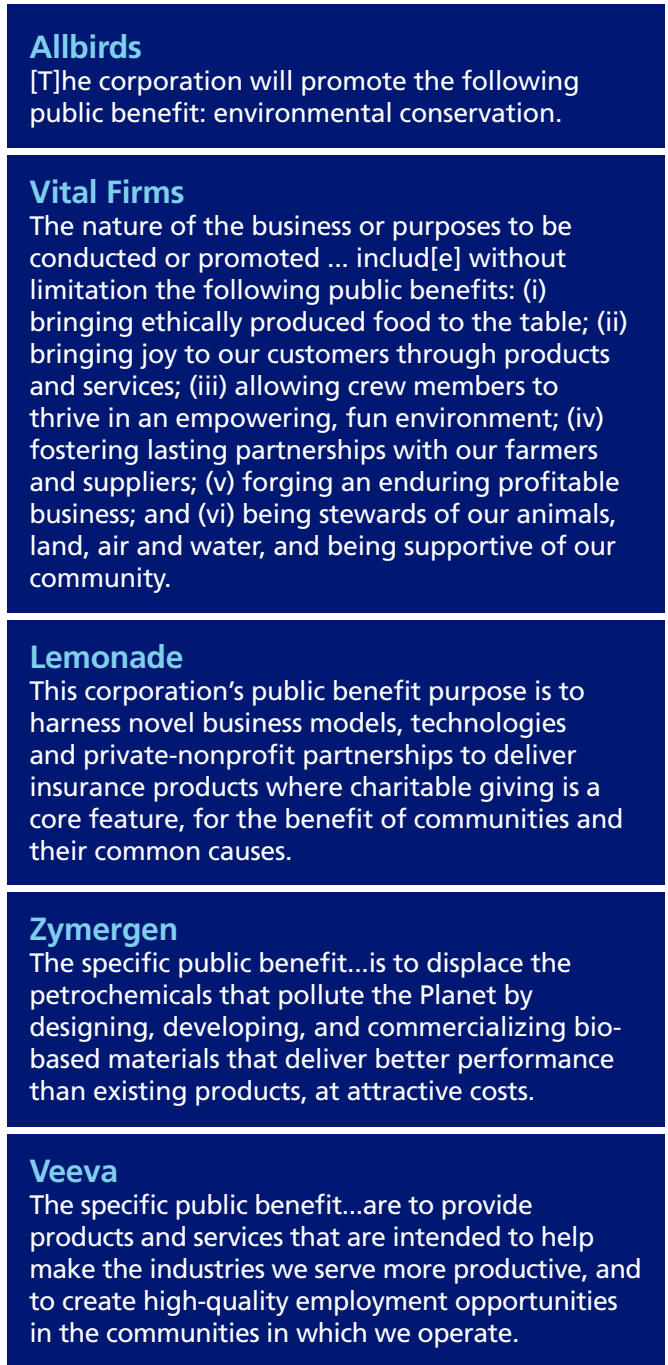 Allbirds
[T]he corporation will promote the following
public benefit: environmental conservation.
Vital Firms
The nature of the business or purposes to be
conducted or promoted ... includ[e] without
limitation the following public benefits: (i)
bringing ethically produced food to the table; (ii)
bringing joy to our customers through products
and services; (iii) allowing crew members to
thrive in an empowering, fun environment; (iv)
fostering lasting partnerships with our farmers
and suppliers; (v) forging an enduring profitable
business; and (vi) being stewards of our animals,
land, air and water, and being supportive of our
community.
Lemonade
This corporation’s public benefit purpose is to
harness novel business models, technologies
and private-nonprofit partnerships to deliver
insurance products where charitable giving is a
core feature, for the benefit of communities and
their common causes.
Zymergen
The specific public benefit...is to displace the
petrochemicals that pollute the Planet by
designing, developing, and commercializing bio-
based materials that deliver better performance
than existing products, at attractive costs.
Veeva
The specific public benefit...are to provide
products and services that are intended to help
make the industries we serve more productive, and
to create high-quality employment opportunities
in the communities in which we operate.